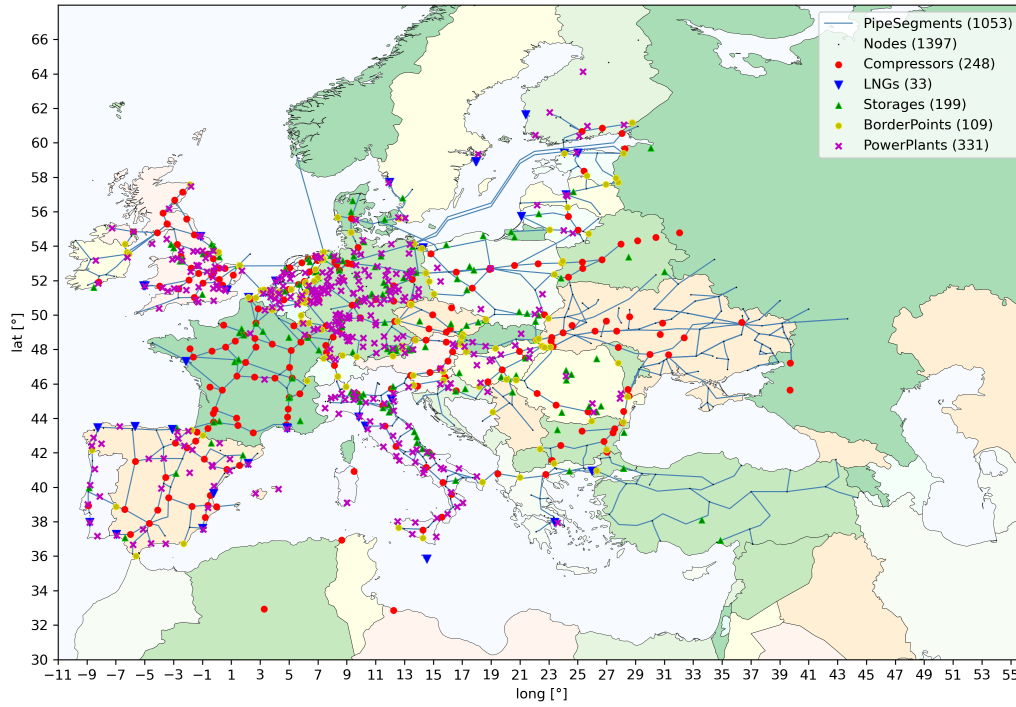 PipeSegments (1053)
Nodes (1397)
Compressors (248)
LNGs (33)
Storages (199)
BorderPoints (109)
PowerPlants (331)
lat [°]
66
64
62
60
58
56
54
52
50
48
46
44
42
40
38
36
34
32
30
−11 −9 −7 −5 −3 −1 1 3 5 7 9 11 13 15 17 19 21 23 25 27 29 31 33 35 37 39 41 43 45 47 49 51 53 55
long [°]